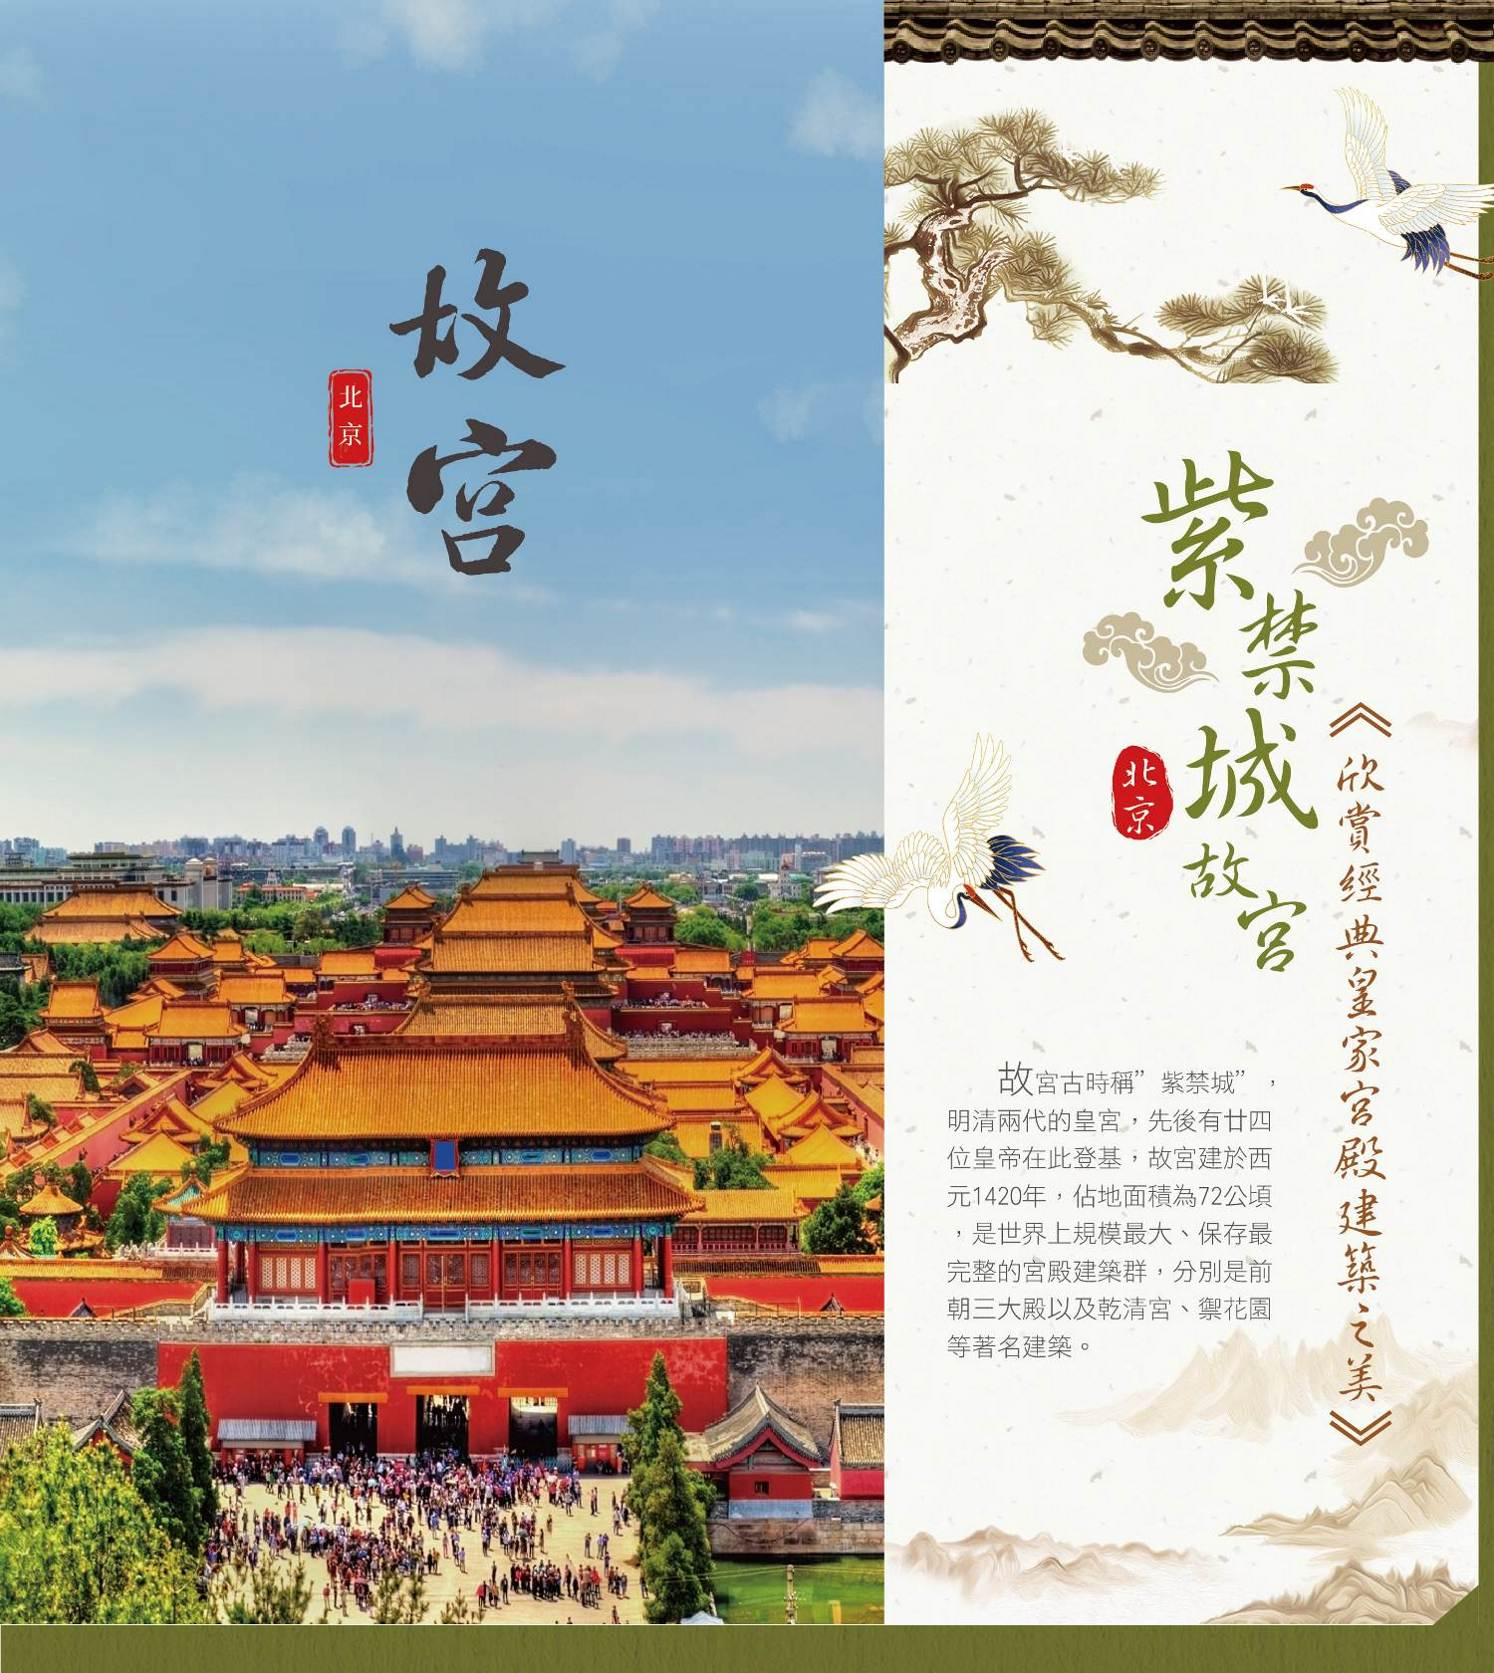 故宮
北京
紫禁城故宮
北京
《欣賞經典皇家宮殿建築之美》
故宮古時稱”紫禁城”，
明清兩代的皇宮，先後有廿四
位皇帝在此登基，故宮建於西
元1420年，佔地面積為72公頃
，是世界上規模最大、保存最
完整的宮殿建築群，分別是前
朝三大殿以及乾清宮、禦花園
等著名建築。